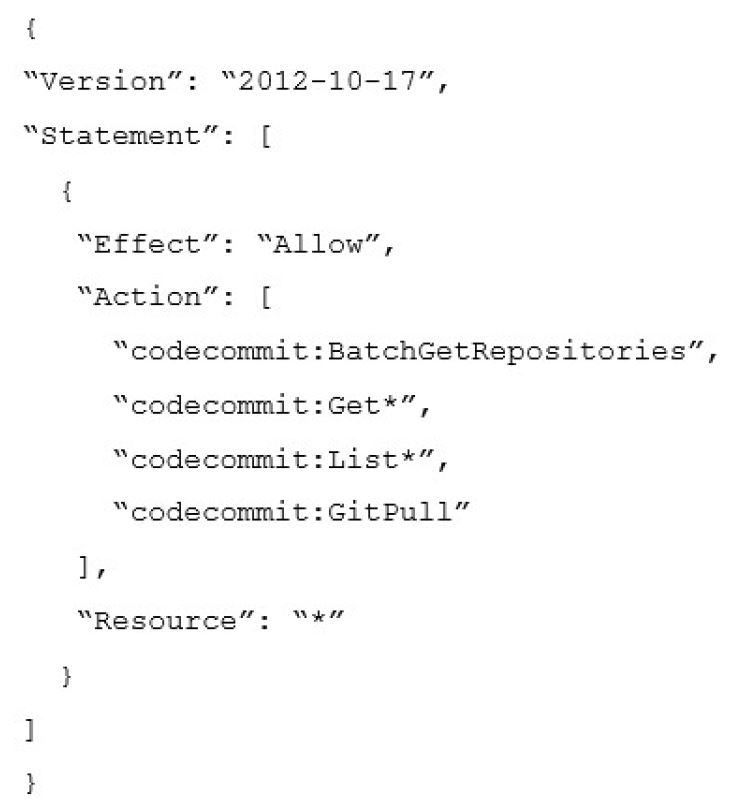 {
“Version”: “2012-10-17”,
“Statement”: [
{
“Effect”: “Allow”,
“Action”: [
“codecommit:BatchGetRepositories”,
“codecommit:Get*”,
“codecommit:List*”,
“codecommit:GitPull”
],
“Resource”: “*”
}
]
}